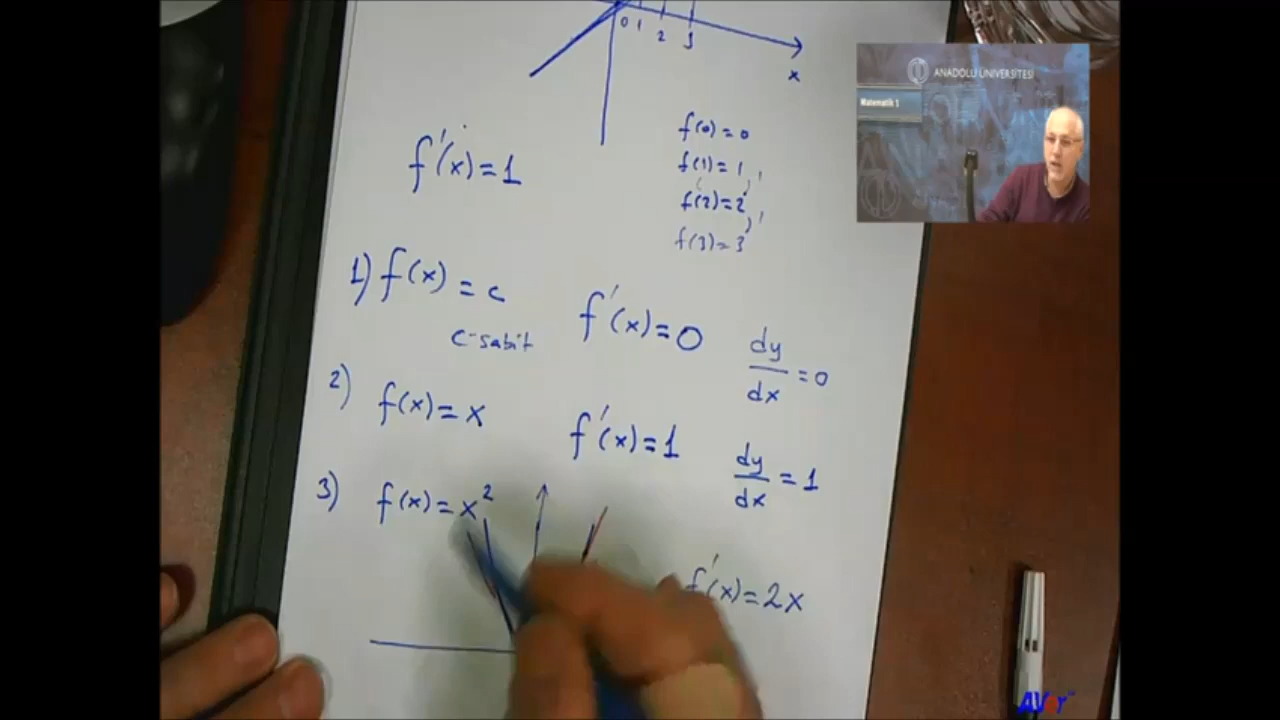 0 1 2 3
x
ANADOLU ÜNİVERSİTESİ
Matematik 1
f(0)=0
f'(x)=1
f(1)=1
f(2)=2
f(3)=3
1) f(x)=c
f'(x)=0
c-sabit
dy/dx=0
2) f(x)=x
f'(x)=1
dy/dx=1
3) f(x)=x²
f'(x)=2x
AVer